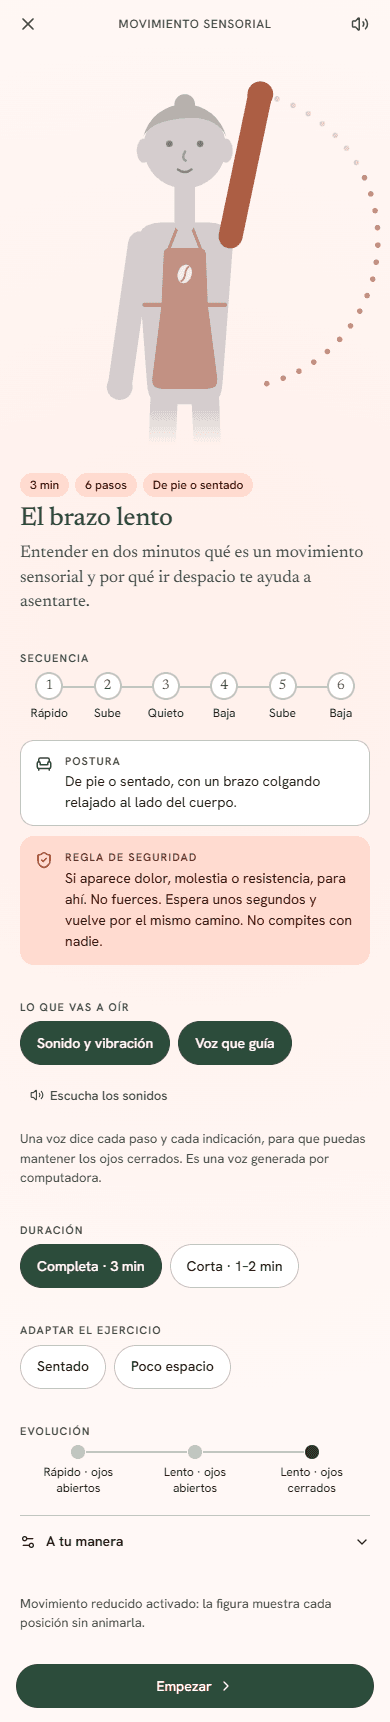 MOVIMIENTO SENSORIAL
3 min
6 pasos
De pie o sentado
El brazo lento
Entender en dos minutos qué es un movimiento
sensorial y por qué ir despacio te ayuda a
asentarte.
SECUENCIA
1 2 3 4 5 6
Rápido Sube Quieto Baja Sube Baja
POSTURA
De pie o sentado, con un brazo colgando
relajado al lado del cuerpo.
REGLA DE SEGURIDAD
Si aparece dolor, molestia o resistencia, para
ahí. No fuerces. Espera unos segundos y
vuelve por el mismo camino. No compites con
nadie.
LO QUE VAS A OÍR
Sonido y vibración
Voz que guía
Escucha los sonidos
Una voz dice cada paso y cada indicación, para que puedas
mantener los ojos cerrados. Es una voz generada por
computadora.
DURACIÓN
Completa · 3 min
Corta · 1–2 min
ADAPTAR EL EJERCICIO
Sentado
Poco espacio
EVOLUCIÓN
Rápido · ojos
abiertos
Lento · ojos
abiertos
Lento · ojos
cerrados
A tu manera
Movimiento reducido activado: la figura muestra cada
posición sin animarla.
Empezar